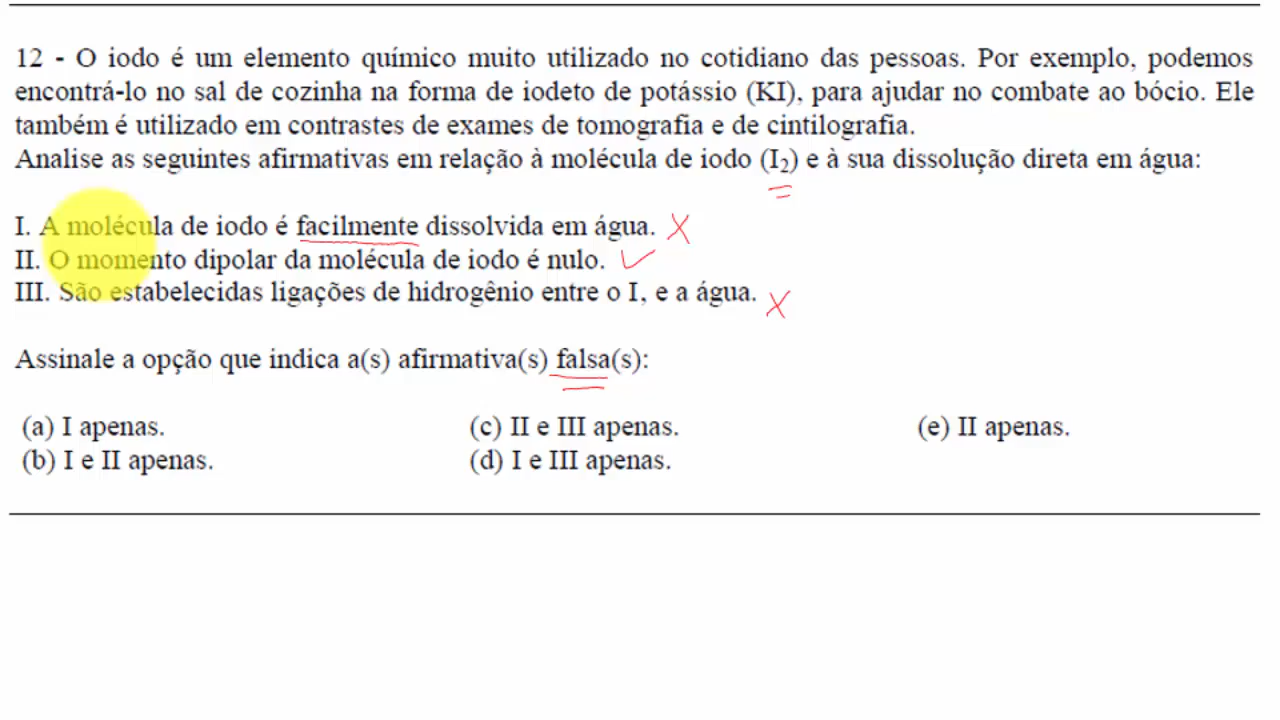 12 - O iodo é um elemento químico muito utilizado no cotidiano das pessoas. Por exemplo, podemos
encontrá-lo no sal de cozinha na forma de iodeto de potássio (KI), para ajudar no combate ao bócio. Ele
também é utilizado em contrastes de exames de tomografia e de cintilografia.
Analise as seguintes afirmativas em relação à molécula de iodo (I₂) e à sua dissolução direta em água:
I. A molécula de iodo é facilmente dissolvida em água. X
II. O momento dipolar da molécula de iodo é nulo. ✓
III. São estabelecidas ligações de hidrogênio entre o I, e a água. X
Assinale a opção que indica a(s) afirmativa(s) falsa(s):
(a) I apenas. (c) II e III apenas. (e) II apenas.
(b) I e II apenas. (d) I e III apenas.